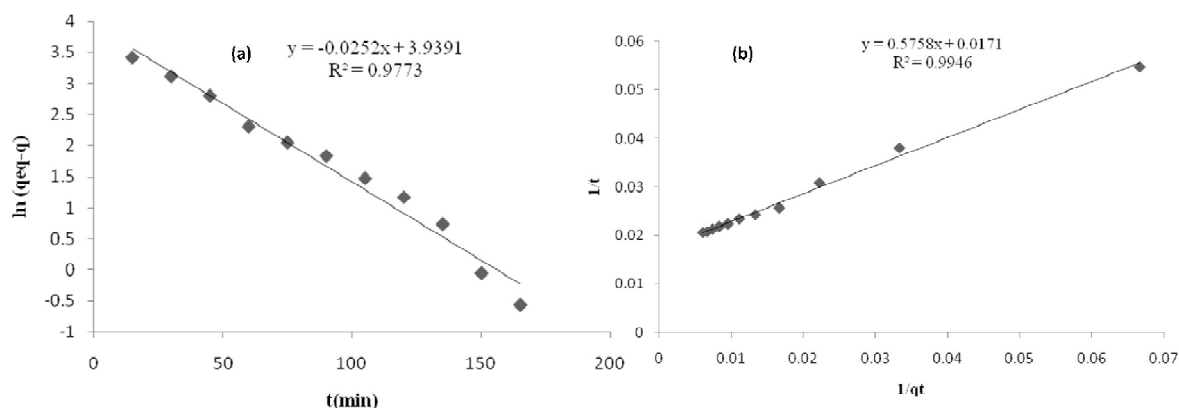 (a)
y = -0.0252x + 3.9391
R² = 0.9773
ln (qeq-q)
4
3.5
3
2.5
2
1.5
1
0.5
0
-0.5
-1
0 50 100 150 200
t(min)
(b)
y = 0.5758x + 0.0171
R² = 0.9946
1/t
0.06
0.05
0.04
0.03
0.02
0.01
0
0 0.01 0.02 0.03 0.04 0.05 0.06 0.07
1/qt